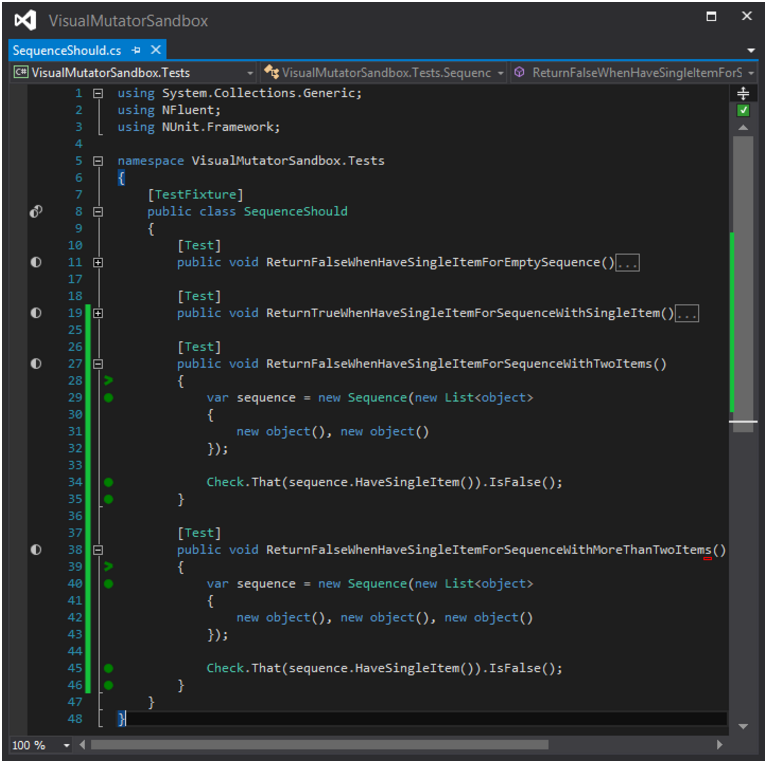 VisualMutatorSandbox
SequenceShould.cs
C# VisualMutatorSandbox.Tests VisualMutatorSandbox.Tests.Sequenc ReturnFalseWhenHaveSingleItemForS
1 using System.Collections.Generic;
2 using NFluent;
3 using NUnit.Framework;
4
5 namespace VisualMutatorSandbox.Tests
6 {
7 [TestFixture]
8 public class SequenceShould
9 {
10 [Test]
11 public void ReturnFalseWhenHaveSingleItemForEmptySequence()...
17
18 [Test]
19 public void ReturnTrueWhenHaveSingleItemForSequenceWithSingleItem()...
25
26 [Test]
27 public void ReturnFalseWhenHaveSingleItemForSequenceWithTwoItems()
28 {
29 var sequence = new Sequence(new List<object>
30 {
31 new object(), new object()
32 });
33
34 Check.That(sequence.HaveSingleItem()).IsFalse();
35 }
36
37 [Test]
38 public void ReturnFalseWhenHaveSingleItemForSequenceWithMoreThanTwoItems()
39 {
40 var sequence = new Sequence(new List<object>
41 {
42 new object(), new object(), new object()
43 });
44
45 Check.That(sequence.HaveSingleItem()).IsFalse();
46 }
47 }
48 }
100 %